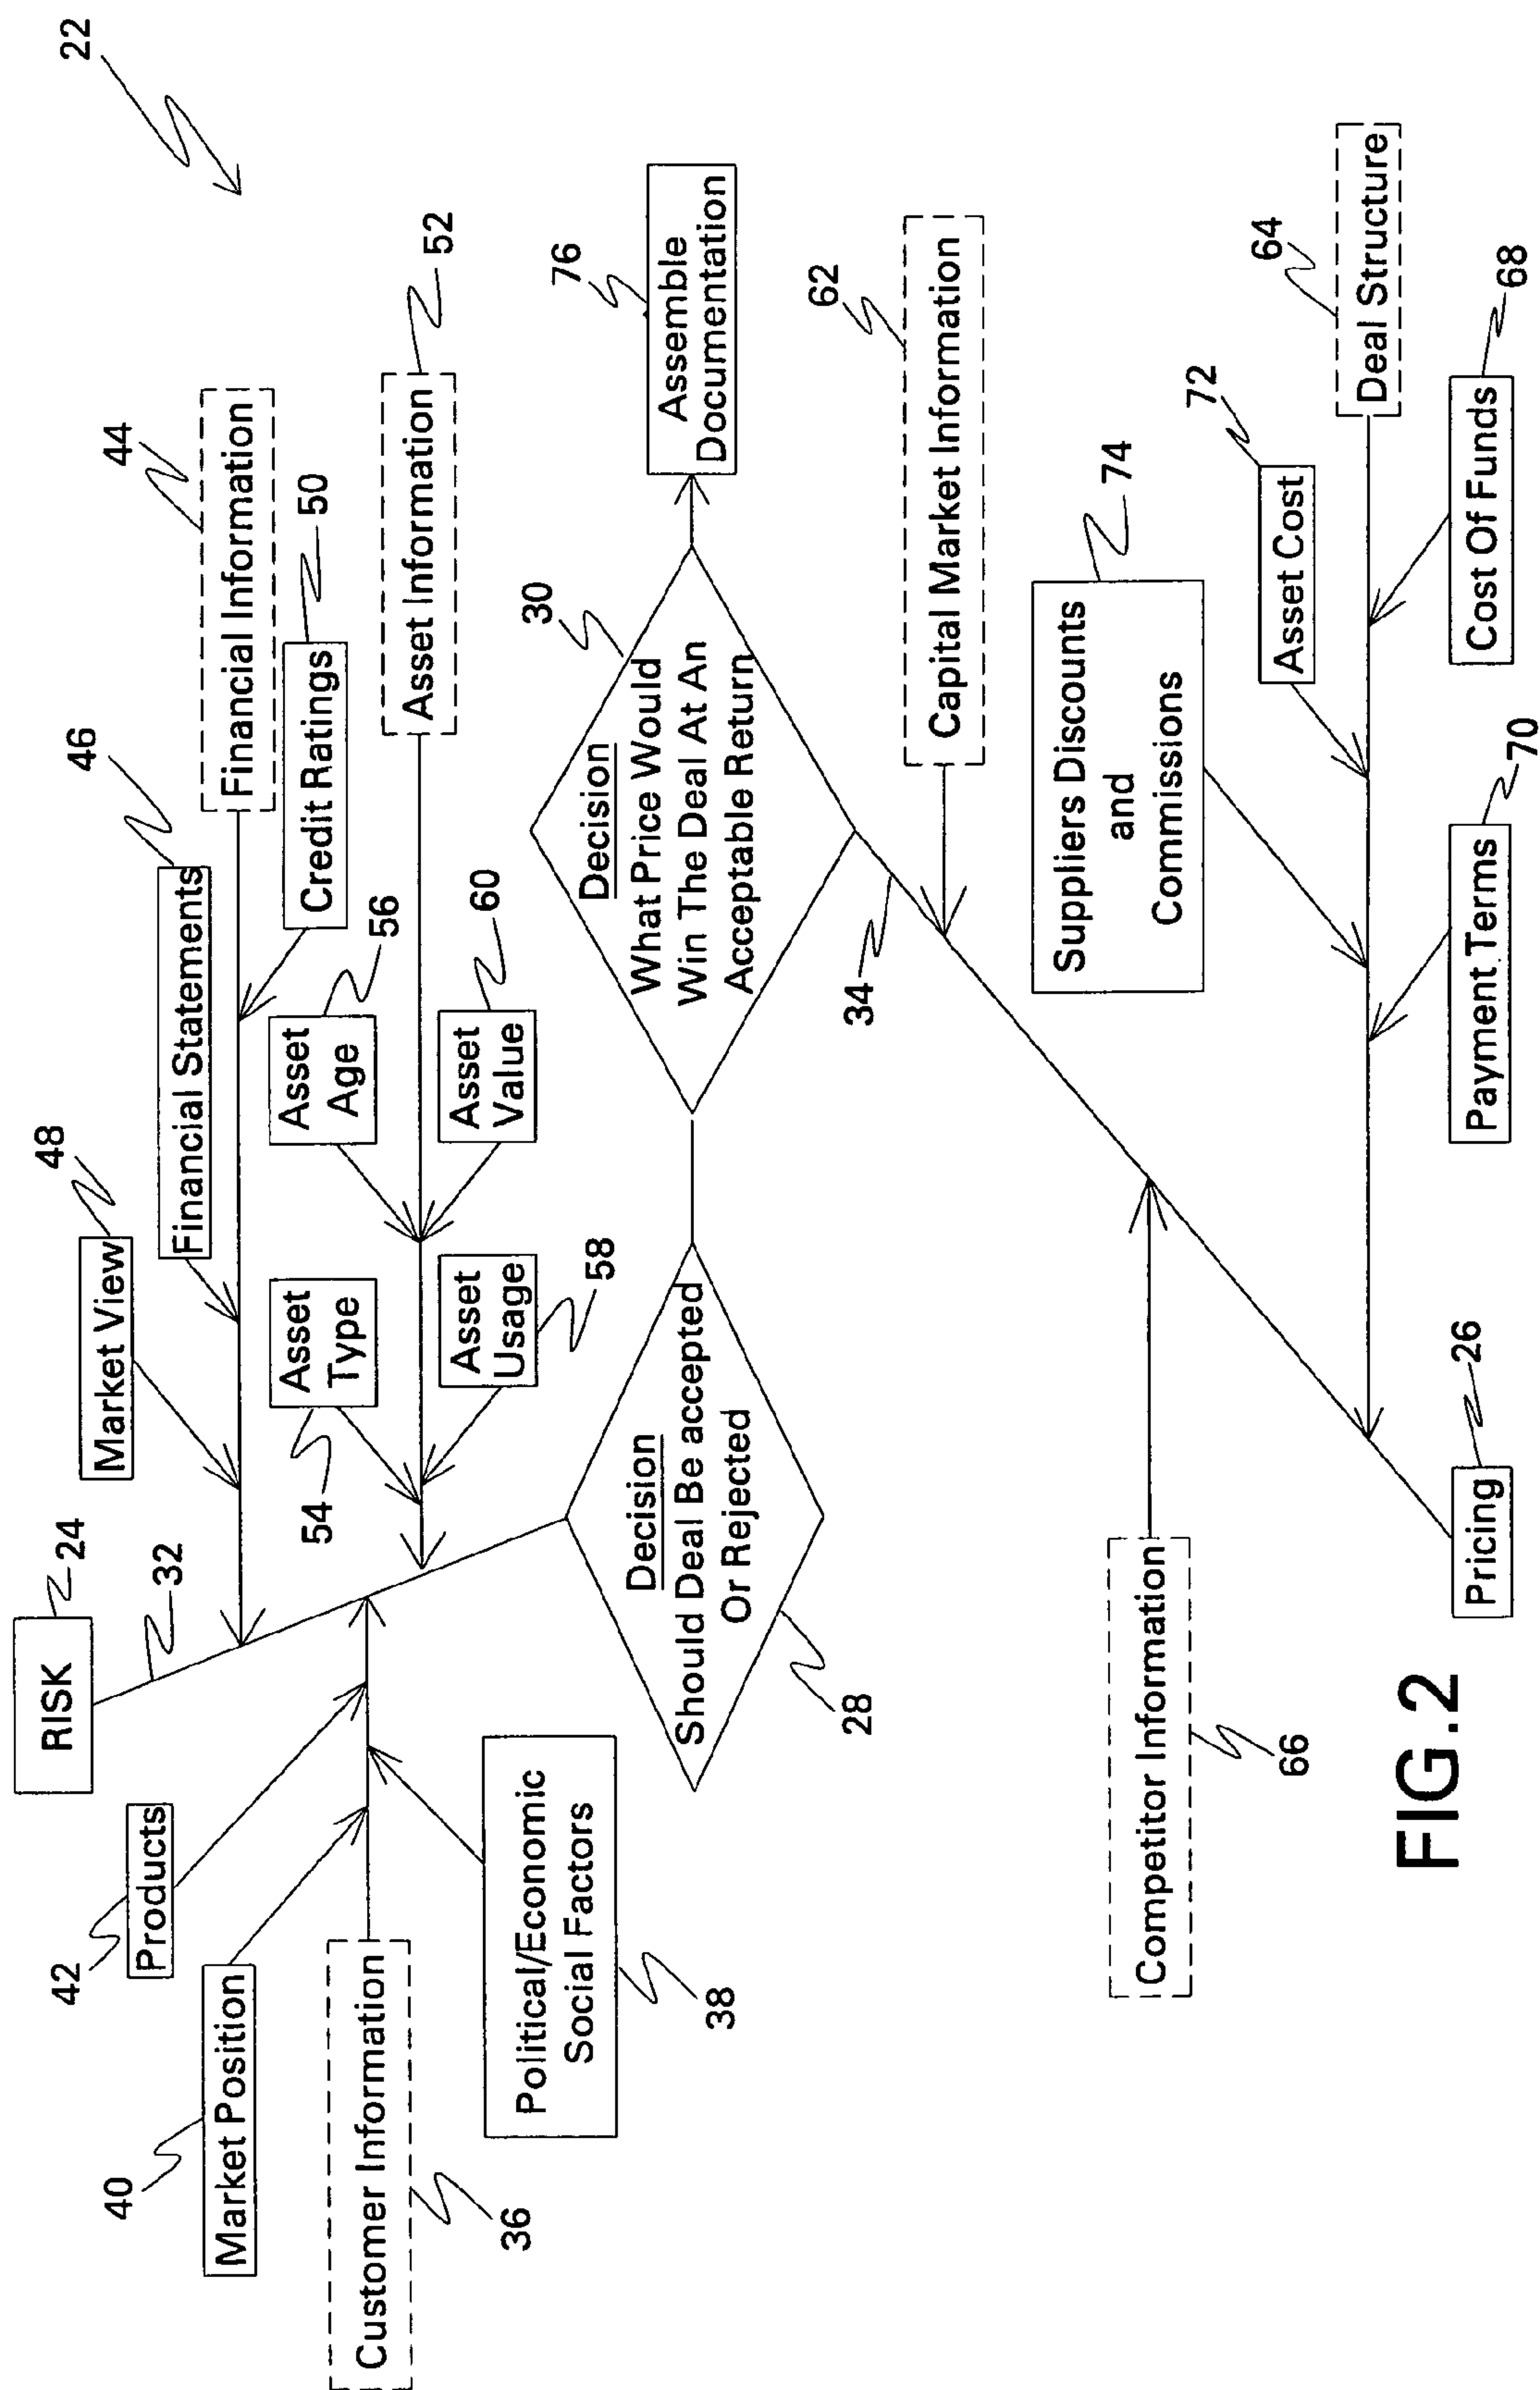 22
RISK
24
32
42
Products
40
Market Position
Customer Information
36
Political/Economic
Social Factors
38
48
Market View
46
Financial Statements
44
Financial Information
Credit Ratings
50
52
Asset Information
Asset
Type
54
Asset
Age
56
Asset
Usage
58
Asset
Value
60
Decision
Should Deal Be accepted
Or Rejected
28
Decision
What Price Would
Win The Deal At An
Acceptable Return
30
76
Assemble
Documentation
34
62
Capital Market Information
Competitor Information
66
Suppliers Discounts
and
Commissions
74
72
Asset Cost
64
Deal Structure
Pricing
26
Payment Terms
70
Cost Of Funds
68
FIG.2